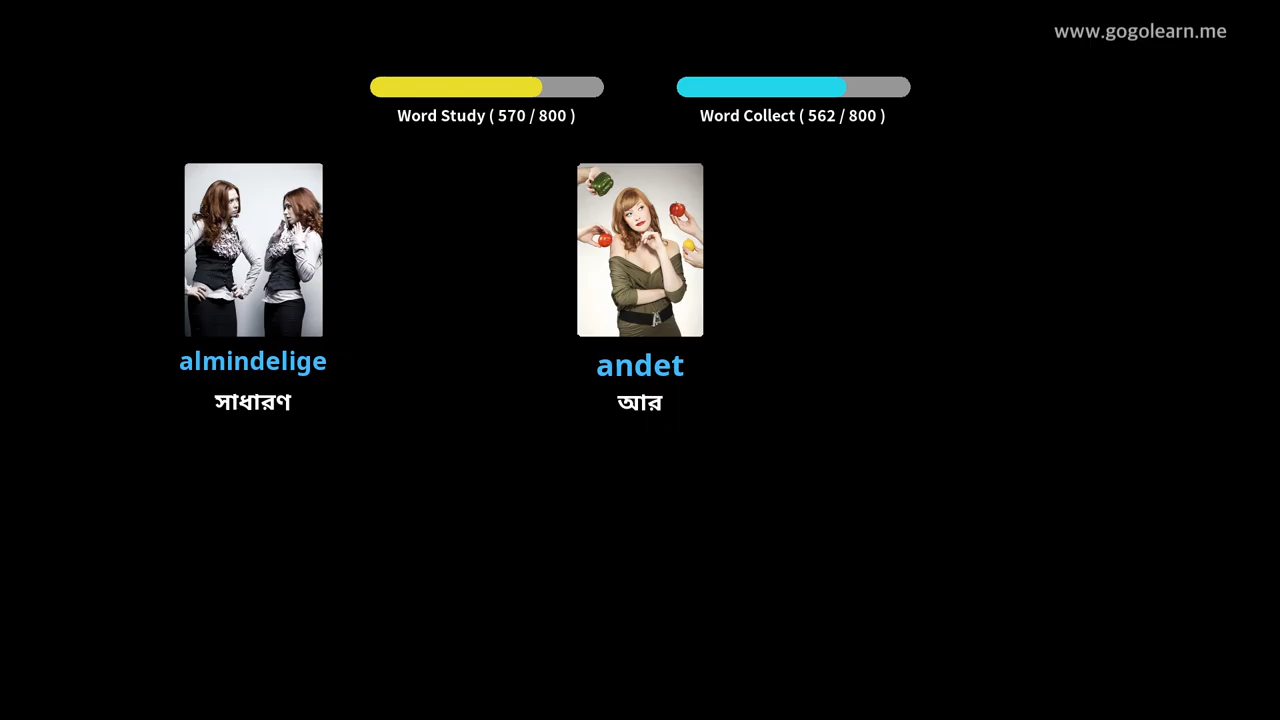 www.gogolearn.me
Word Study ( 570 / 800 )
Word Collect ( 562 / 800 )
almindelige
andet
সাধারণ
আর